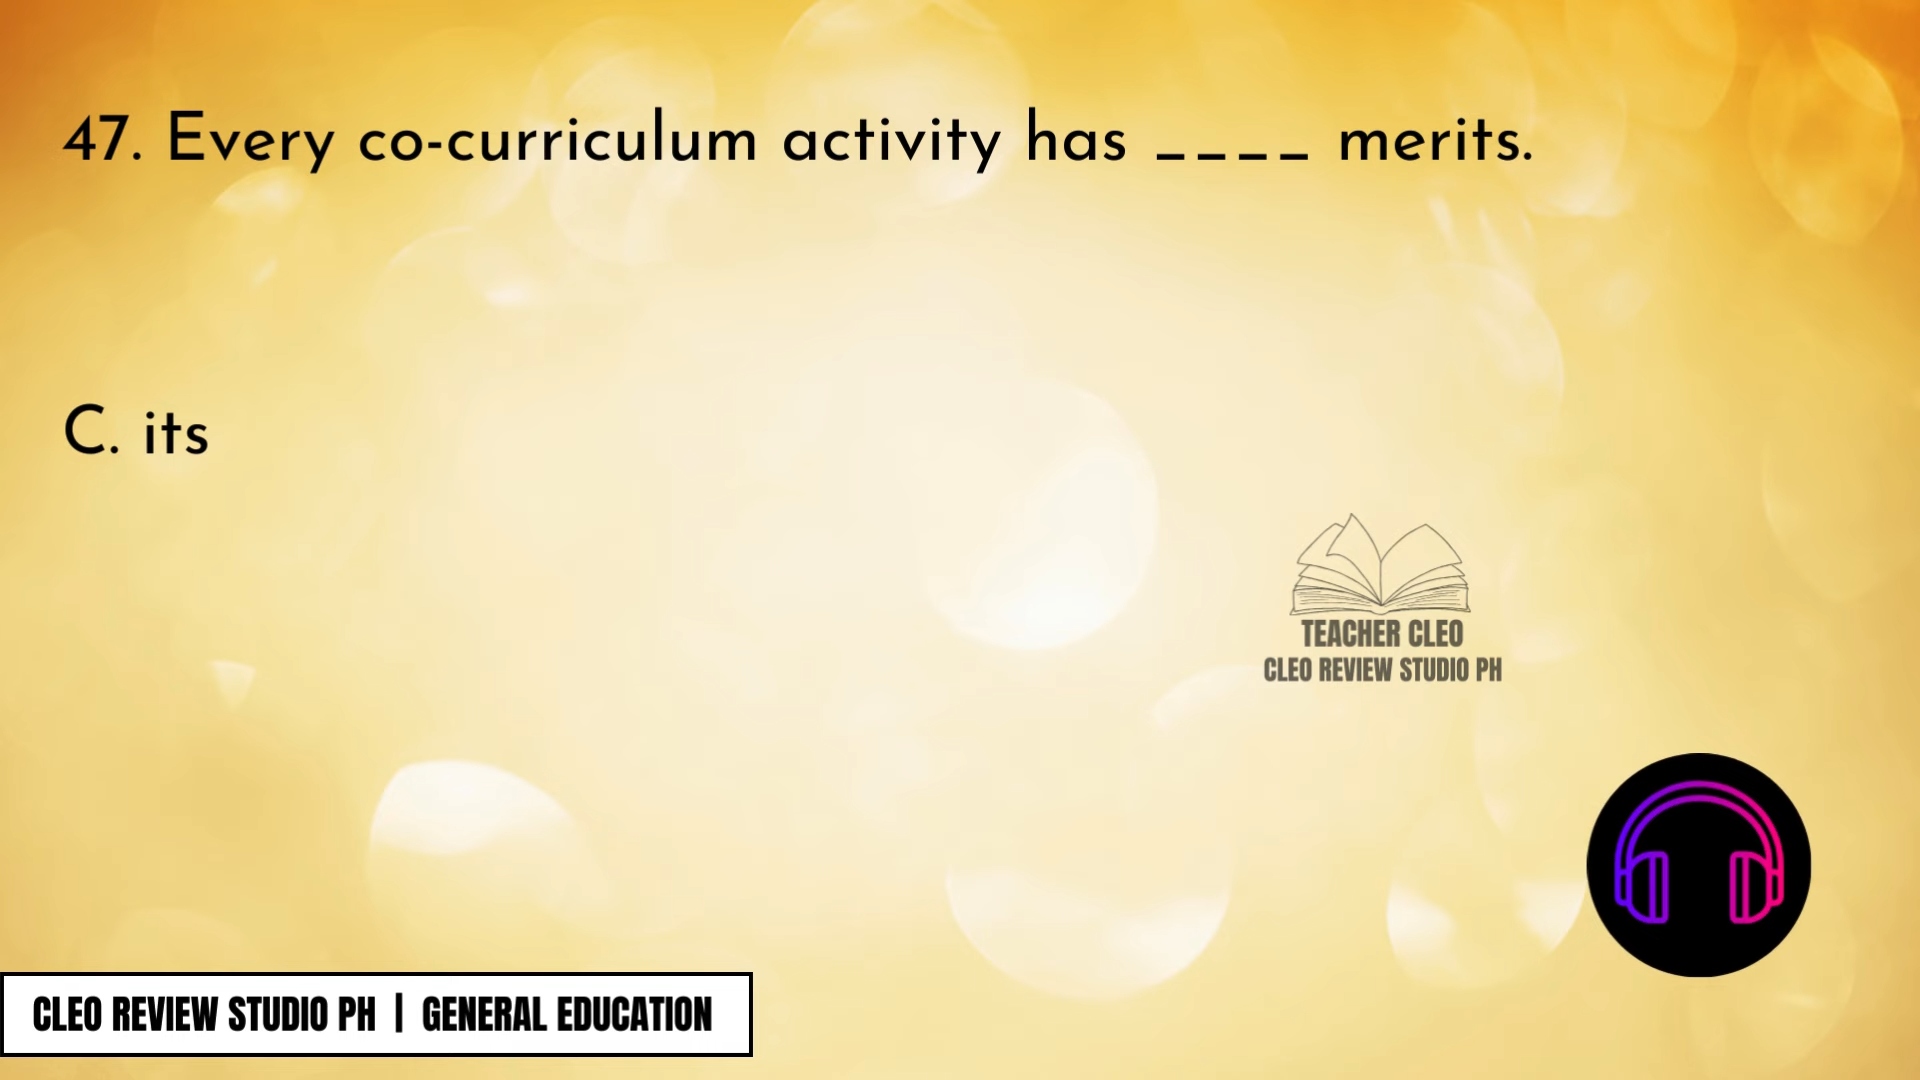 47. Every co-curriculum activity has ____ merits.
C. its
TEACHER CLEO
CLEO REVIEW STUDIO PH
CLEO REVIEW STUDIO PH | GENERAL EDUCATION